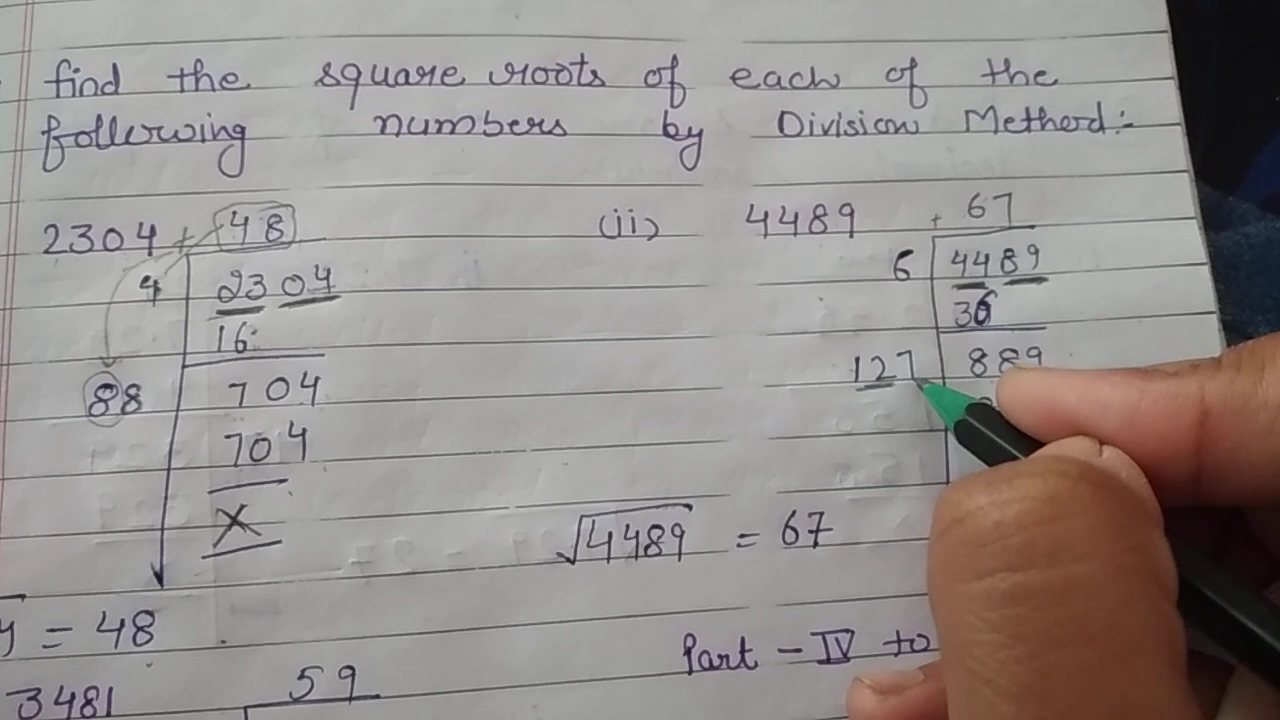 find the square roots of each of the
following numbers by Division Method:-
2304 ÷ 48
4 2304
16
88 704
704
X
= 48
3481 59
(ii) 4489 ÷ 67
6 4489
36
127 889
√4489 = 67
Part - IV to